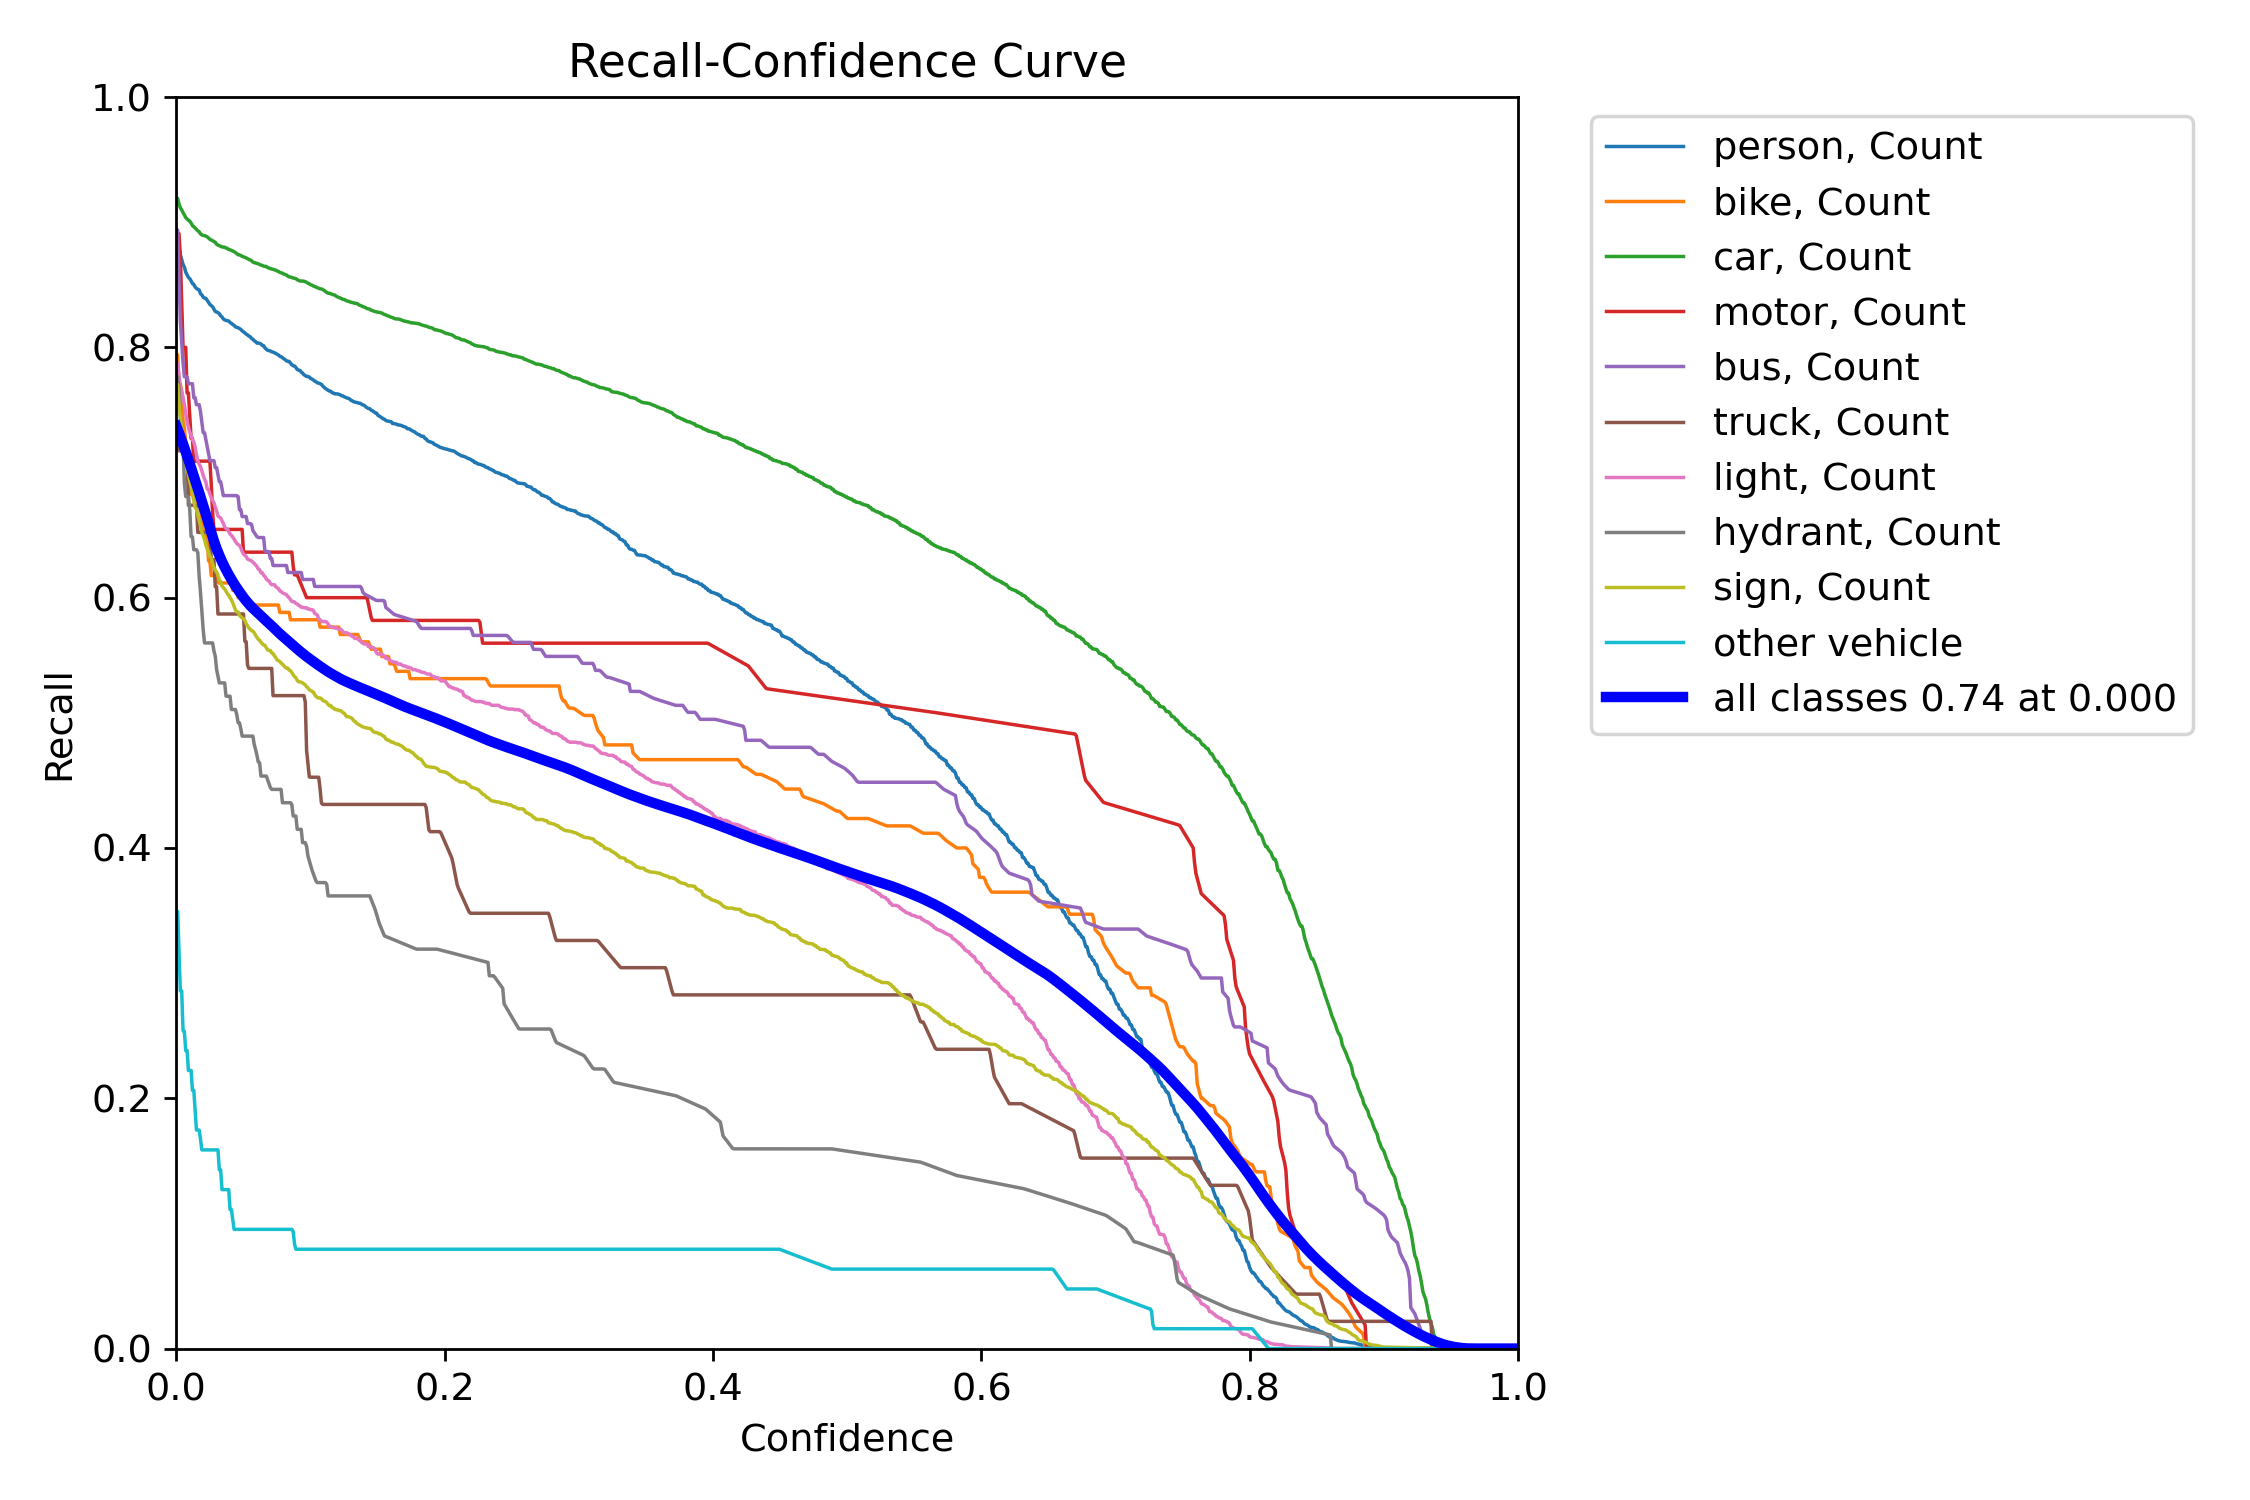 Recall-Confidence Curve
1.0
0.8
0.6
0.4
0.2
0.0
Recall
0.0 0.2 0.4 0.6 0.8 1.0
Confidence
person, Count
bike, Count
car, Count
motor, Count
bus, Count
truck, Count
light, Count
hydrant, Count
sign, Count
other vehicle
all classes 0.74 at 0.000